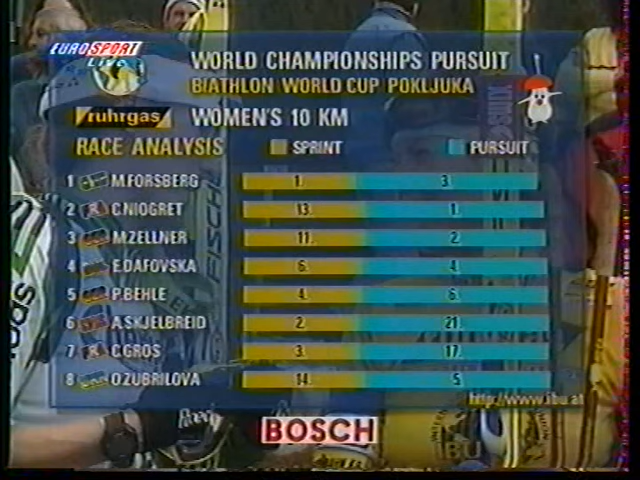 EUROSPORT
Live
WORLD CHAMPIONSHIPS PURSUIT
BIATHLON WORLD CUP POKLJUKA
ruhrgas WOMEN'S 10 KM
RACE ANALYSIS SPRINT PURSUIT
1 M.FORSBERG 1. 3.
2 C.NIOGRET 13. 1.
3 M.ZELLNER 11. 2.
4 E.DAFOVSKA 6. 4.
5 P.BEHLE 4. 6.
6 A.SKJELBREID 2. 21.
7 C.GROS 3. 17.
8 O.ZUBRILOVA 14. 5.
http://www.ibu.at
BOSCH
FISCH
IBU